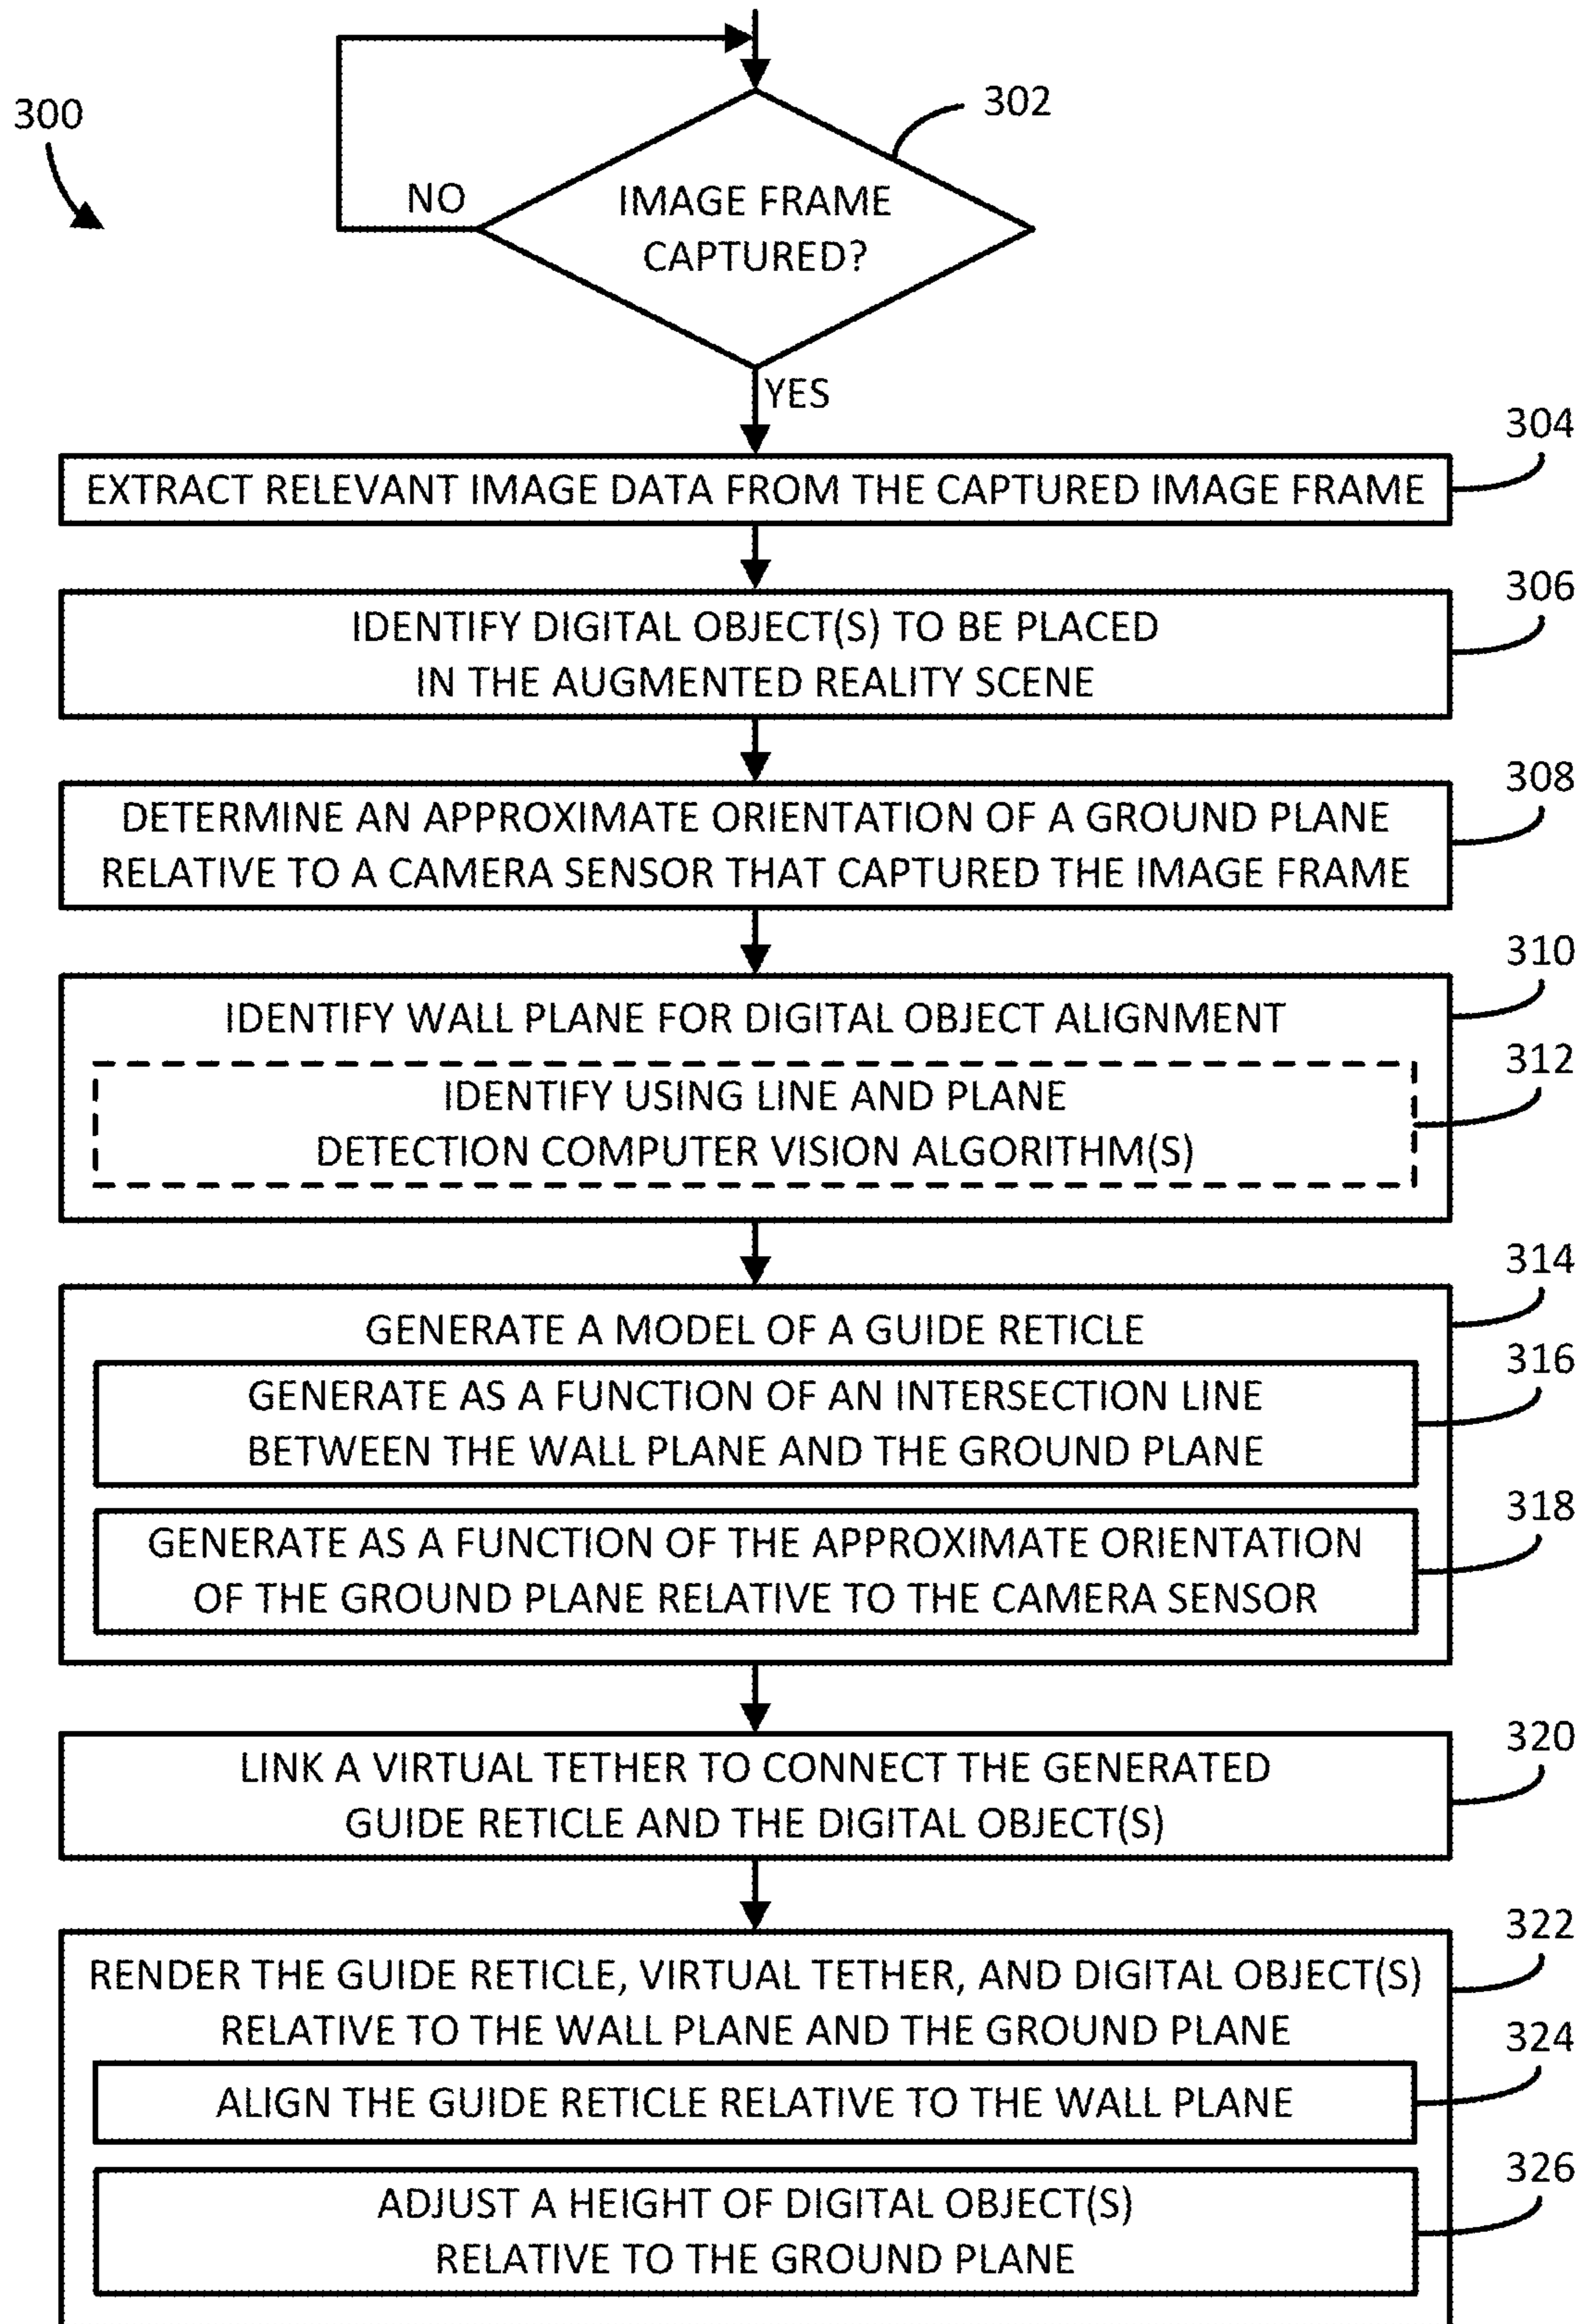 300
302
NO
IMAGE FRAME
CAPTURED?
YES
304
EXTRACT RELEVANT IMAGE DATA FROM THE CAPTURED IMAGE FRAME
306
IDENTIFY DIGITAL OBJECT(S) TO BE PLACED
IN THE AUGMENTED REALITY SCENE
308
DETERMINE AN APPROXIMATE ORIENTATION OF A GROUND PLANE
RELATIVE TO A CAMERA SENSOR THAT CAPTURED THE IMAGE FRAME
310
IDENTIFY WALL PLANE FOR DIGITAL OBJECT ALIGNMENT
312
IDENTIFY USING LINE AND PLANE
DETECTION COMPUTER VISION ALGORITHM(S)
314
GENERATE A MODEL OF A GUIDE RETICLE
316
GENERATE AS A FUNCTION OF AN INTERSECTION LINE
BETWEEN THE WALL PLANE AND THE GROUND PLANE
318
GENERATE AS A FUNCTION OF THE APPROXIMATE ORIENTATION
OF THE GROUND PLANE RELATIVE TO THE CAMERA SENSOR
320
LINK A VIRTUAL TETHER TO CONNECT THE GENERATED
GUIDE RETICLE AND THE DIGITAL OBJECT(S)
322
RENDER THE GUIDE RETICLE, VIRTUAL TETHER, AND DIGITAL OBJECT(S)
RELATIVE TO THE WALL PLANE AND THE GROUND PLANE
324
ALIGN THE GUIDE RETICLE RELATIVE TO THE WALL PLANE
326
ADJUST A HEIGHT OF DIGITAL OBJECT(S)
RELATIVE TO THE GROUND PLANE